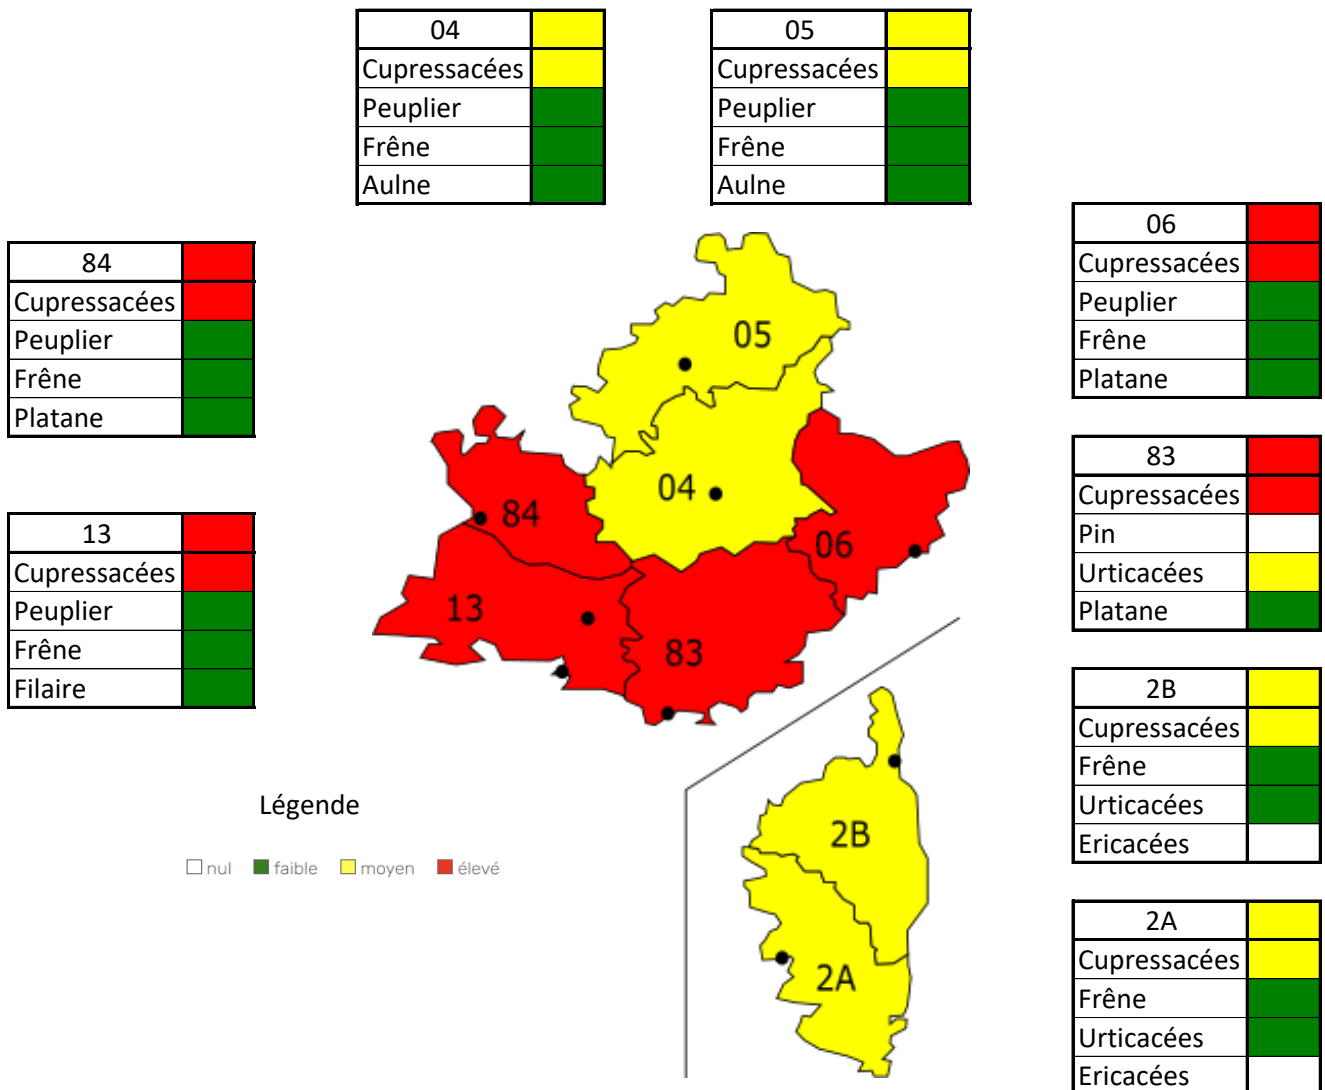 04
Cupressacées
Peuplier
Frêne
Aulne
05
Cupressacées
Peuplier
Frêne
Aulne
84
Cupressacées
Peuplier
Frêne
Platane
13
Cupressacées
Peuplier
Frêne
Filaire
06
Cupressacées
Peuplier
Frêne
Platane
83
Cupressacées
Pin
Urticacées
Platane
2B
Cupressacées
Frêne
Urticacées
Ericacées
2A
Cupressacées
Frêne
Urticacées
Ericacées
05
04
84
06
13
83
2B
2A
Légende
nul faible moyen élevé